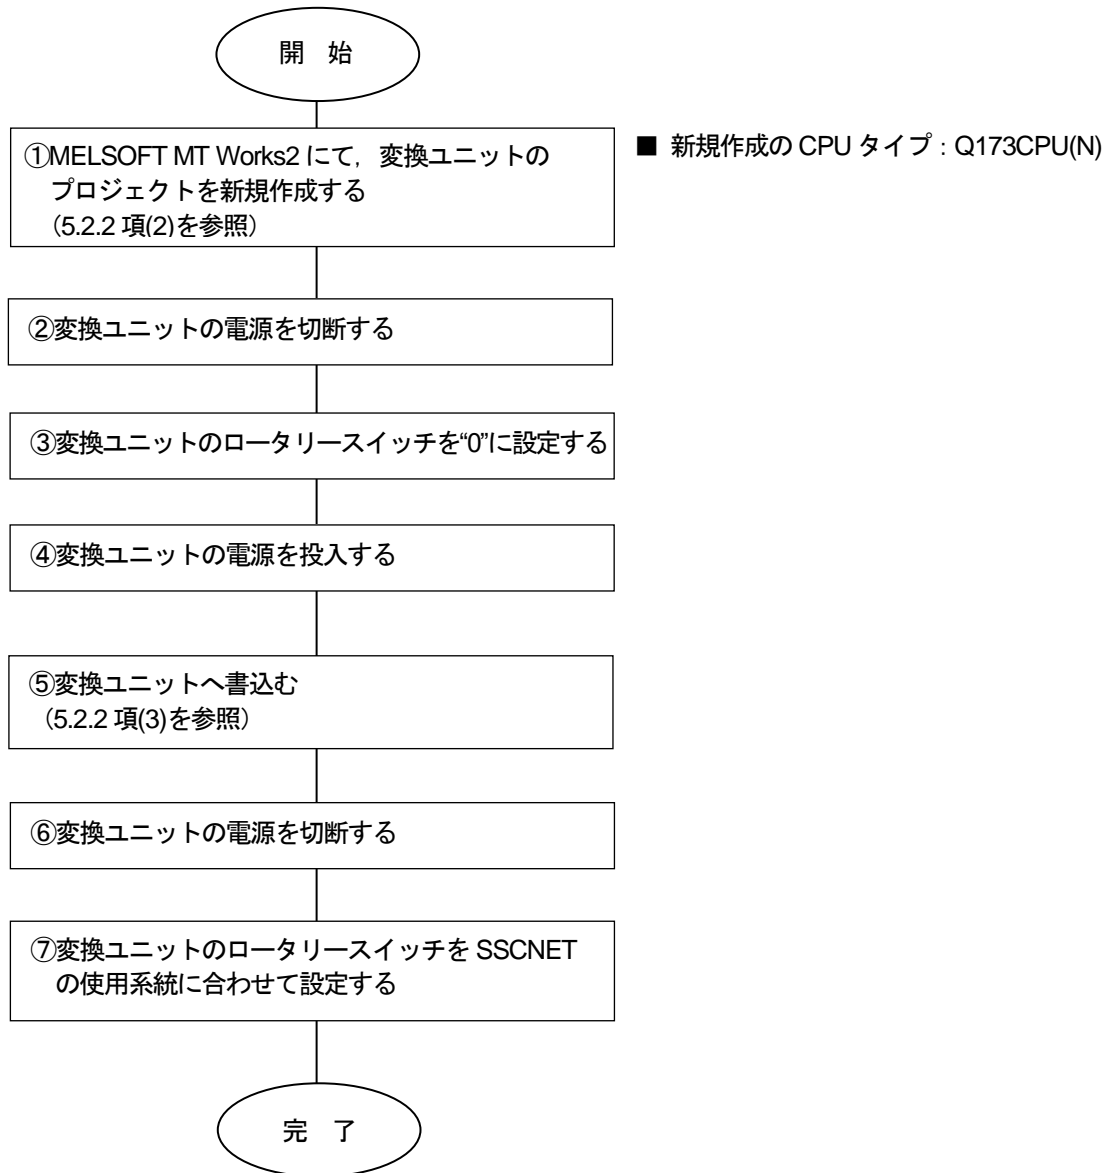 開　始
①MELSOFT MT Works2 にて，変換ユニットの
プロジェクトを新規作成する
（5.2.2 項(2)を参照）
■ 新規作成の CPU タイプ：Q173CPU(N)
②変換ユニットの電源を切断する
③変換ユニットのロータリースイッチを“0”に設定する
④変換ユニットの電源を投入する
⑤変換ユニットへ書込む
（5.2.2 項(3)を参照）
⑥変換ユニットの電源を切断する
⑦変換ユニットのロータリースイッチを SSCNET
の使用系統に合わせて設定する
完　了